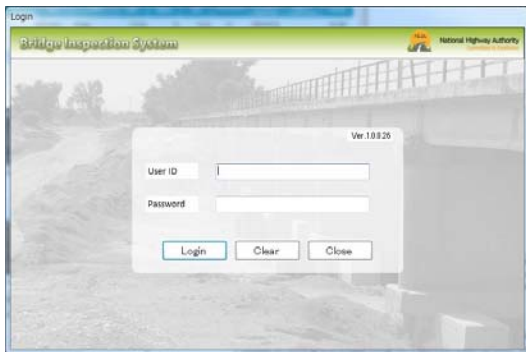 Login
Bridge Inspection System
National Highway Authority
Ver.1.0.0.26
User ID
Password
Login
Clear
Close